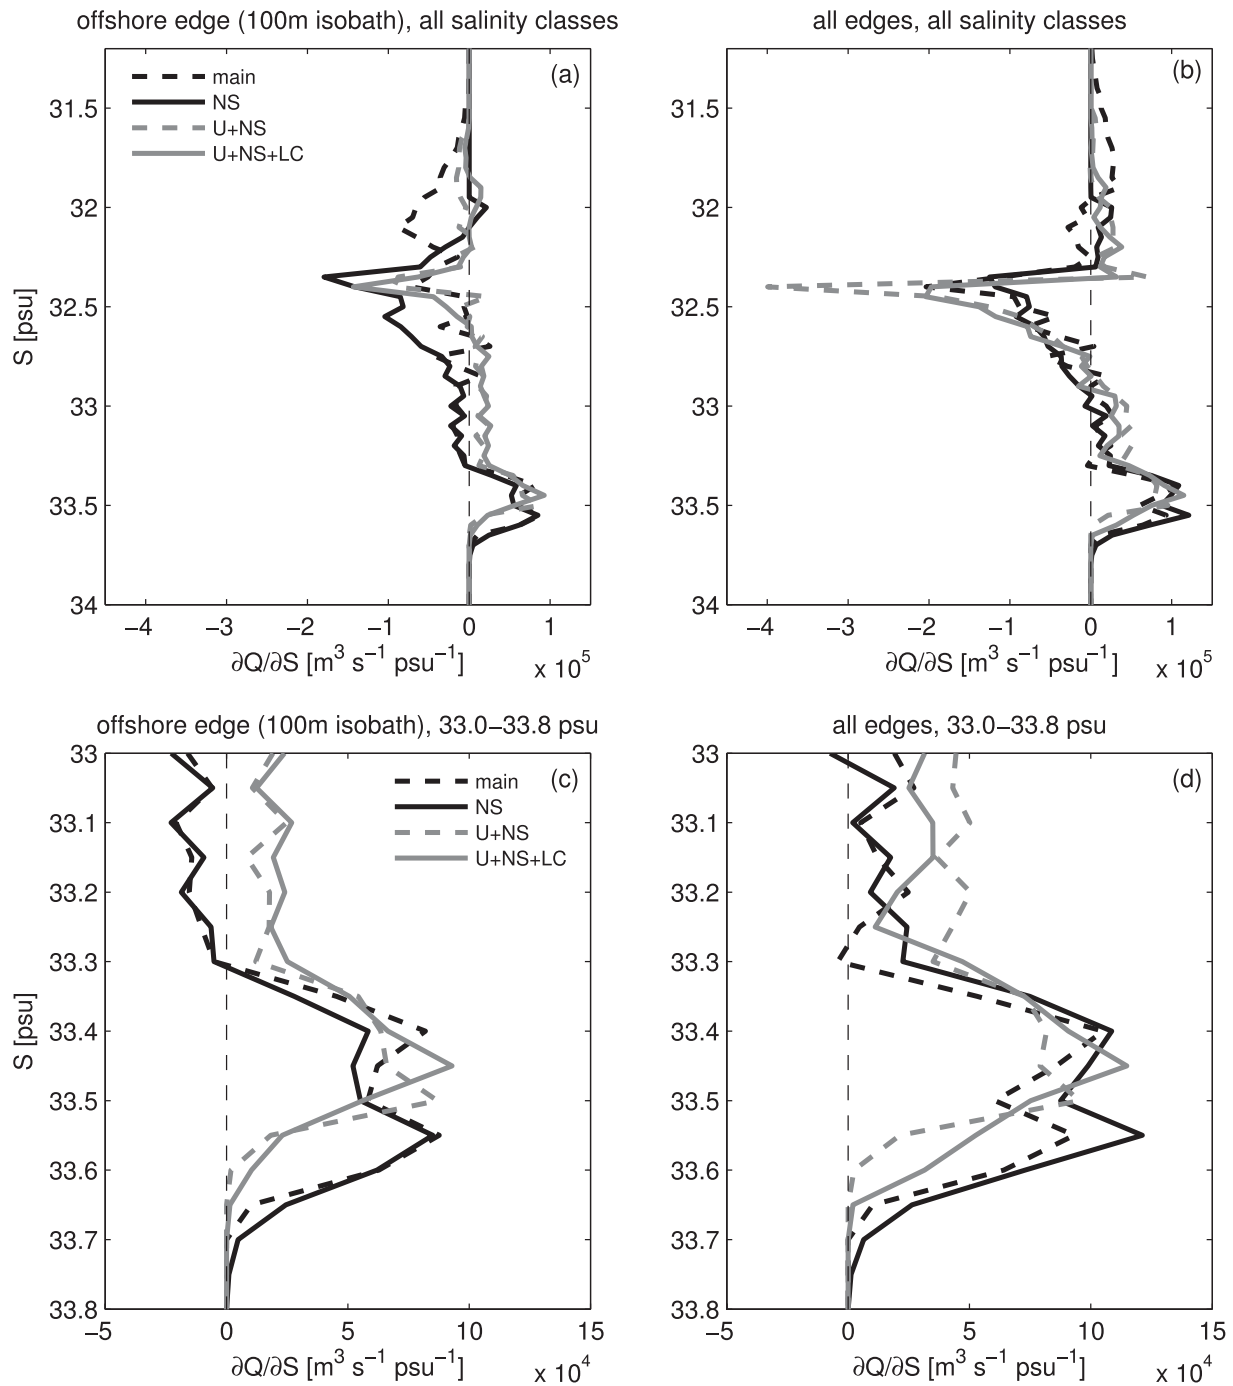 offshore edge (100m isobath), all salinity classes
all edges, all salinity classes
(a)
main
NS
U+NS
U+NS+LC
31.5
32
32.5
33
33.5
34
S [psu]
−4 −3 −2 −1 0 1
∂Q/∂S [m³ s⁻¹ psu⁻¹]
x 10⁵
(b)
31.5
32
32.5
33
33.5
34
−4 −3 −2 −1 0 1
∂Q/∂S [m³ s⁻¹ psu⁻¹]
x 10⁵
offshore edge (100m isobath), 33.0−33.8 psu
all edges, 33.0−33.8 psu
(c)
main
NS
U+NS
U+NS+LC
33
33.1
33.2
33.3
33.4
33.5
33.6
33.7
33.8
S [psu]
−5 0 5 10 15
∂Q/∂S [m³ s⁻¹ psu⁻¹]
x 10⁴
(d)
33
33.1
33.2
33.3
33.4
33.5
33.6
33.7
33.8
−5 0 5 10 15
∂Q/∂S [m³ s⁻¹ psu⁻¹]
x 10⁴